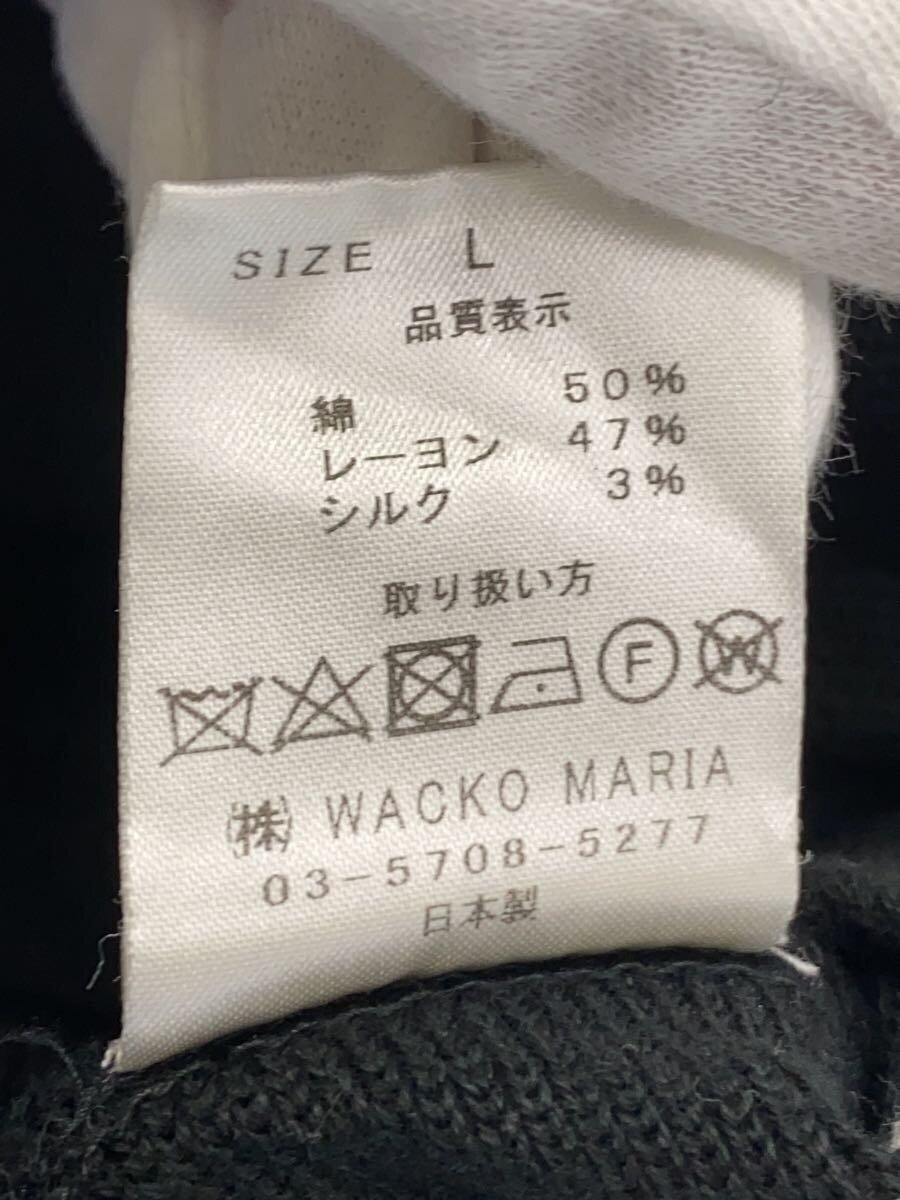 SIZE L
品質表示
綿 50%
レーヨン 47%
シルク 3%
取り扱い方
F W
㈱ WACKO MARIA
03-5708-5277
日本製